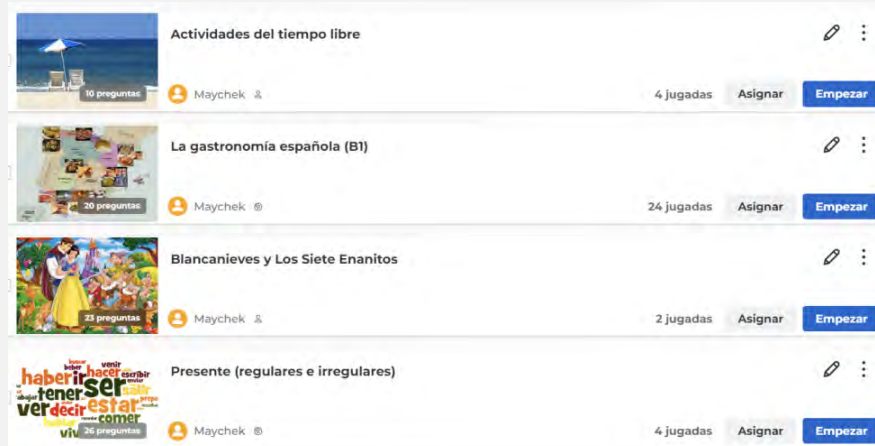 Actividades del tiempo libre
10 preguntas
Maychek
4 jugadas
Asignar
Empezar
La gastronomía española (B1)
20 preguntas
Maychek
24 jugadas
Asignar
Empezar
Blancanieves y Los Siete Enanitos
23 preguntas
Maychek
2 jugadas
Asignar
Empezar
Presente (regulares e irregulares)
buscar
beber
venir
haber ir hacer escribir
tener ser salir
ver decir estar
comer
26 preguntas
Maychek
4 jugadas
Asignar
Empezar